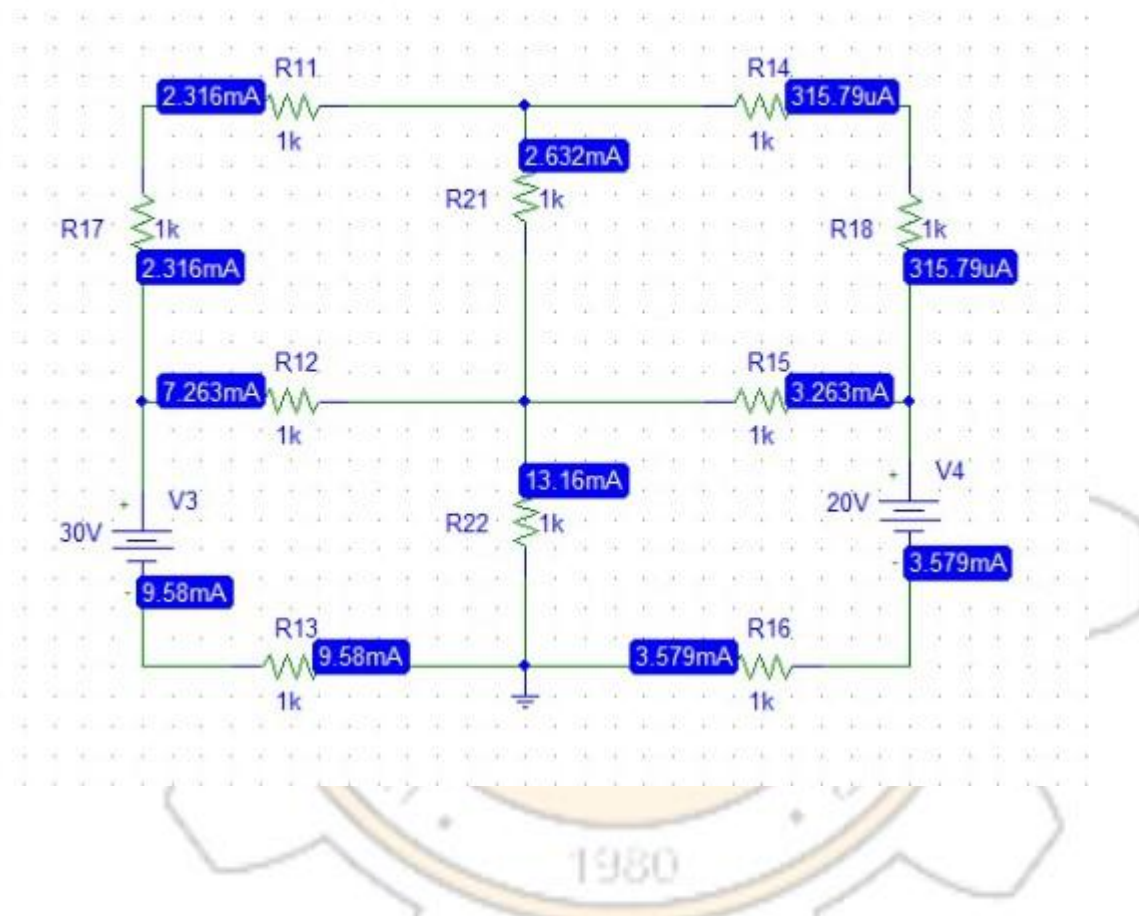 R11
R14
2.316mA
315.79uA
1k
1k
2.632mA
R21
1k
R17
1k
R18
1k
2.316mA
315.79uA
R12
R15
7.263mA
3.263mA
1k
1k
13.16mA
+
V3
+
V4
30V
R22
1k
20V
-
9.58mA
-
3.579mA
R13
R16
9.58mA
3.579mA
1k
1k
1980